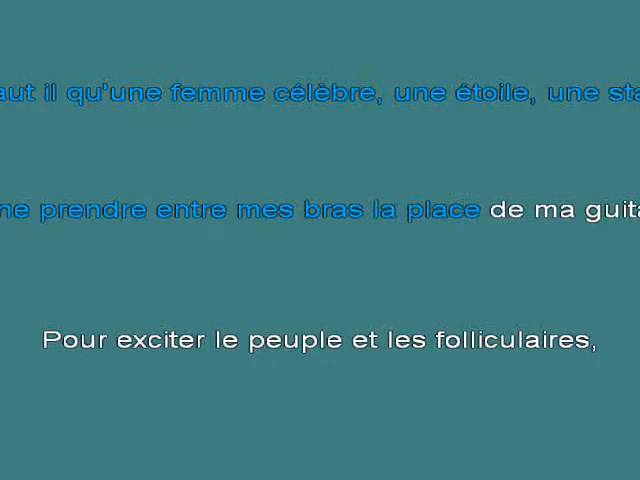 aut il qu'une femme célèbre, une étoile, une sta
ne prendre entre mes bras la place de ma guita
Pour exciter le peuple et les folliculaires,